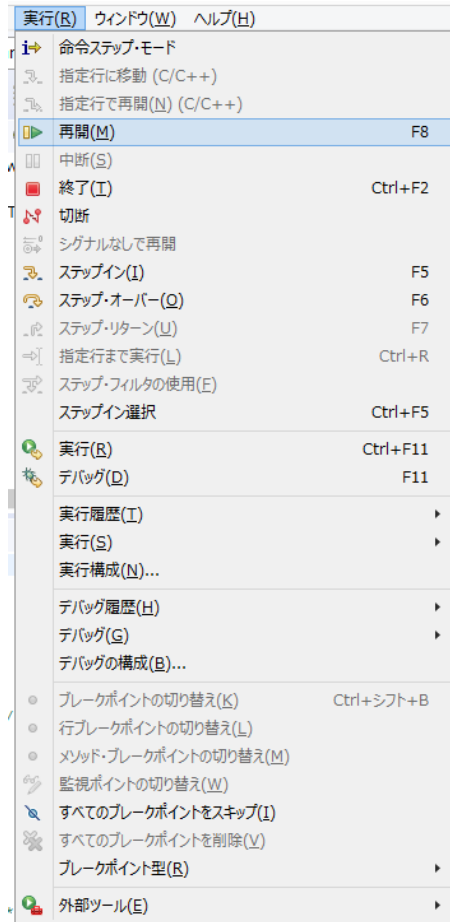 実行(R) ウィンドウ(W) ヘルプ(H)
命令ステップ・モード
指定行に移動 (C/C++)
指定行で再開(N) (C/C++)
再開(M) F8
中断(S)
終了(T) Ctrl+F2
切断
シグナルなしで再開
ステップイン(I) F5
ステップ・オーバー(O) F6
ステップ・リターン(U) F7
指定行まで実行(L) Ctrl+R
ステップ・フィルタの使用(F)
ステップイン選択 Ctrl+F5
実行(R) Ctrl+F11
デバッグ(D) F11
実行履歴(T)
実行(S)
実行構成(N)...
デバッグ履歴(H)
デバッグ(G)
デバッグの構成(B)...
ブレークポイントの切り替え(K) Ctrl+シフト+B
行ブレークポイントの切り替え(L)
メソッド・ブレークポイントの切り替え(M)
監視ポイントの切り替え(W)
すべてのブレークポイントをスキップ(I)
すべてのブレークポイントを削除(V)
ブレークポイント型(R)
外部ツール(E)